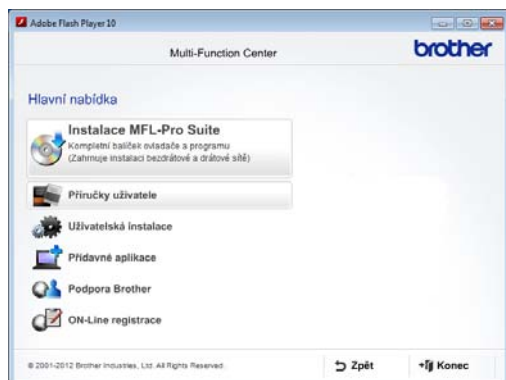 Adobe Flash Player 10
Multi-Function Center
brother
Hlavní nabídka
Instalace MFL-Pro Suite
Kompletní balíček ovladače a programu
(Zahrnuje instalaci bezdrátové a drátové sítě)
Příručky uživatele
Uživatelská instalace
Přídavné aplikace
Podpora Brother
ON-Line registrace
© 2001-2012 Brother Industries, Ltd. All Rights Reserved.
Zpět
Konec